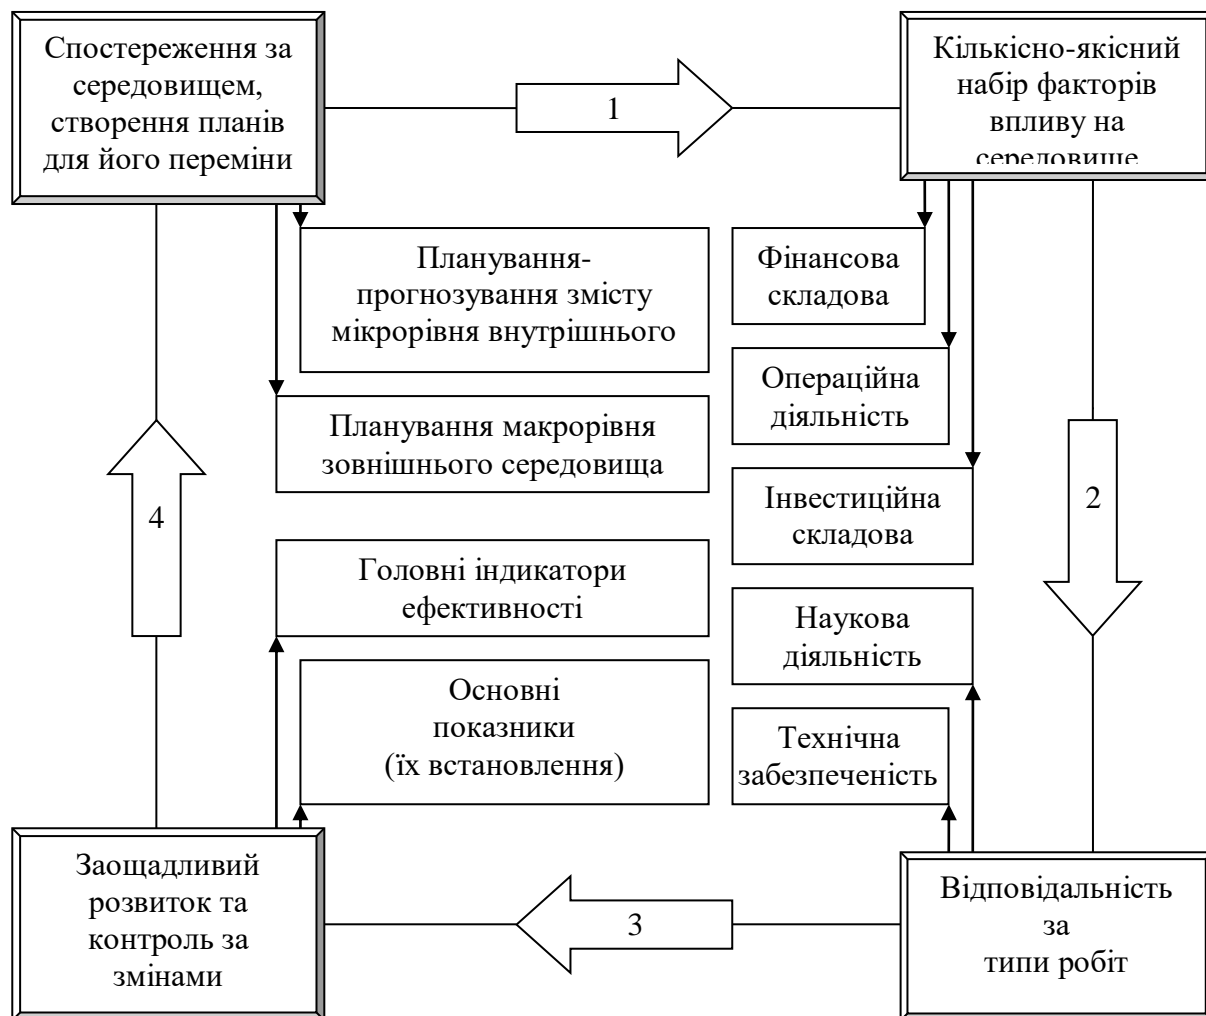 Спостереження за
середовищем,
створення планів
для його переміни
1
Кількісно-якісний
набір факторів
впливу на
середовище
Планування-
прогнозування змісту
мікрорівня внутрішнього
Фінансова
складова
Операційна
діяльність
Планування макрорівня
зовнішнього середовища
Інвестиційна
складова
4
2
Головні індикатори
ефективності
Наукова
діяльність
Основні
показники
(їх встановлення)
Технічна
забезпеченість
Заощадливий
розвиток та
контроль за
змінами
3
Відповідальність
за
типи робіт